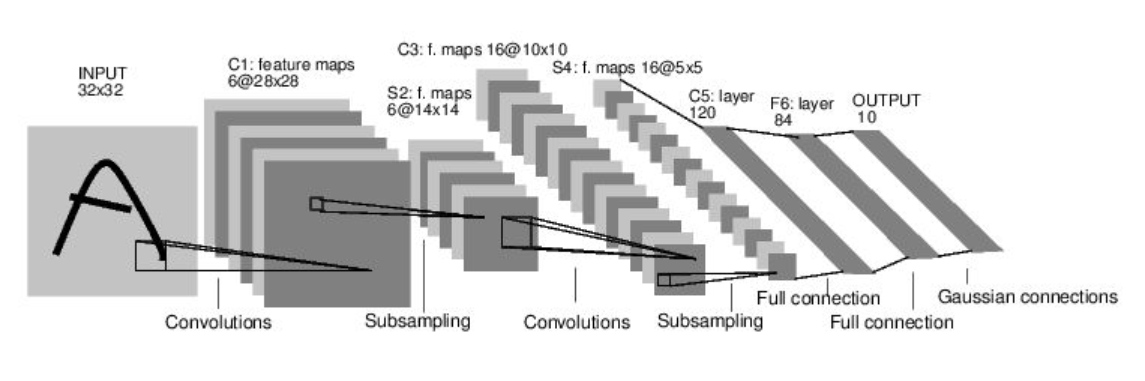 INPUT
32x32
C1: feature maps
6@28x28
S2: f. maps
6@14x14
C3: f. maps 16@10x10
S4: f. maps 16@5x5
C5: layer
120
F6: layer
84
OUTPUT
10
Convolutions
Subsampling
Convolutions
Subsampling
Full connection
Full connection
Gaussian connections